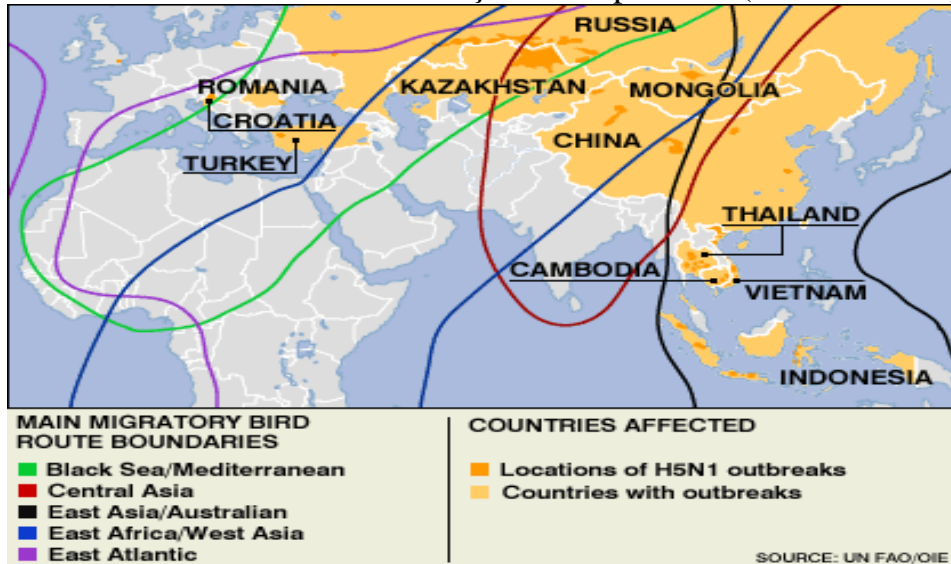 RUSSIA
ROMANIA
KAZAKHSTAN
MONGOLIA
CROATIA
CHINA
TURKEY
THAILAND
CAMBODIA
VIETNAM
INDONESIA
MAIN MIGRATORY BIRD
ROUTE BOUNDARIES
Black Sea/Mediterranean
Central Asia
East Asia/Australian
East Africa/West Asia
East Atlantic
COUNTRIES AFFECTED
Locations of H5N1 outbreaks
Countries with outbreaks
SOURCE: UN FAO/OIE